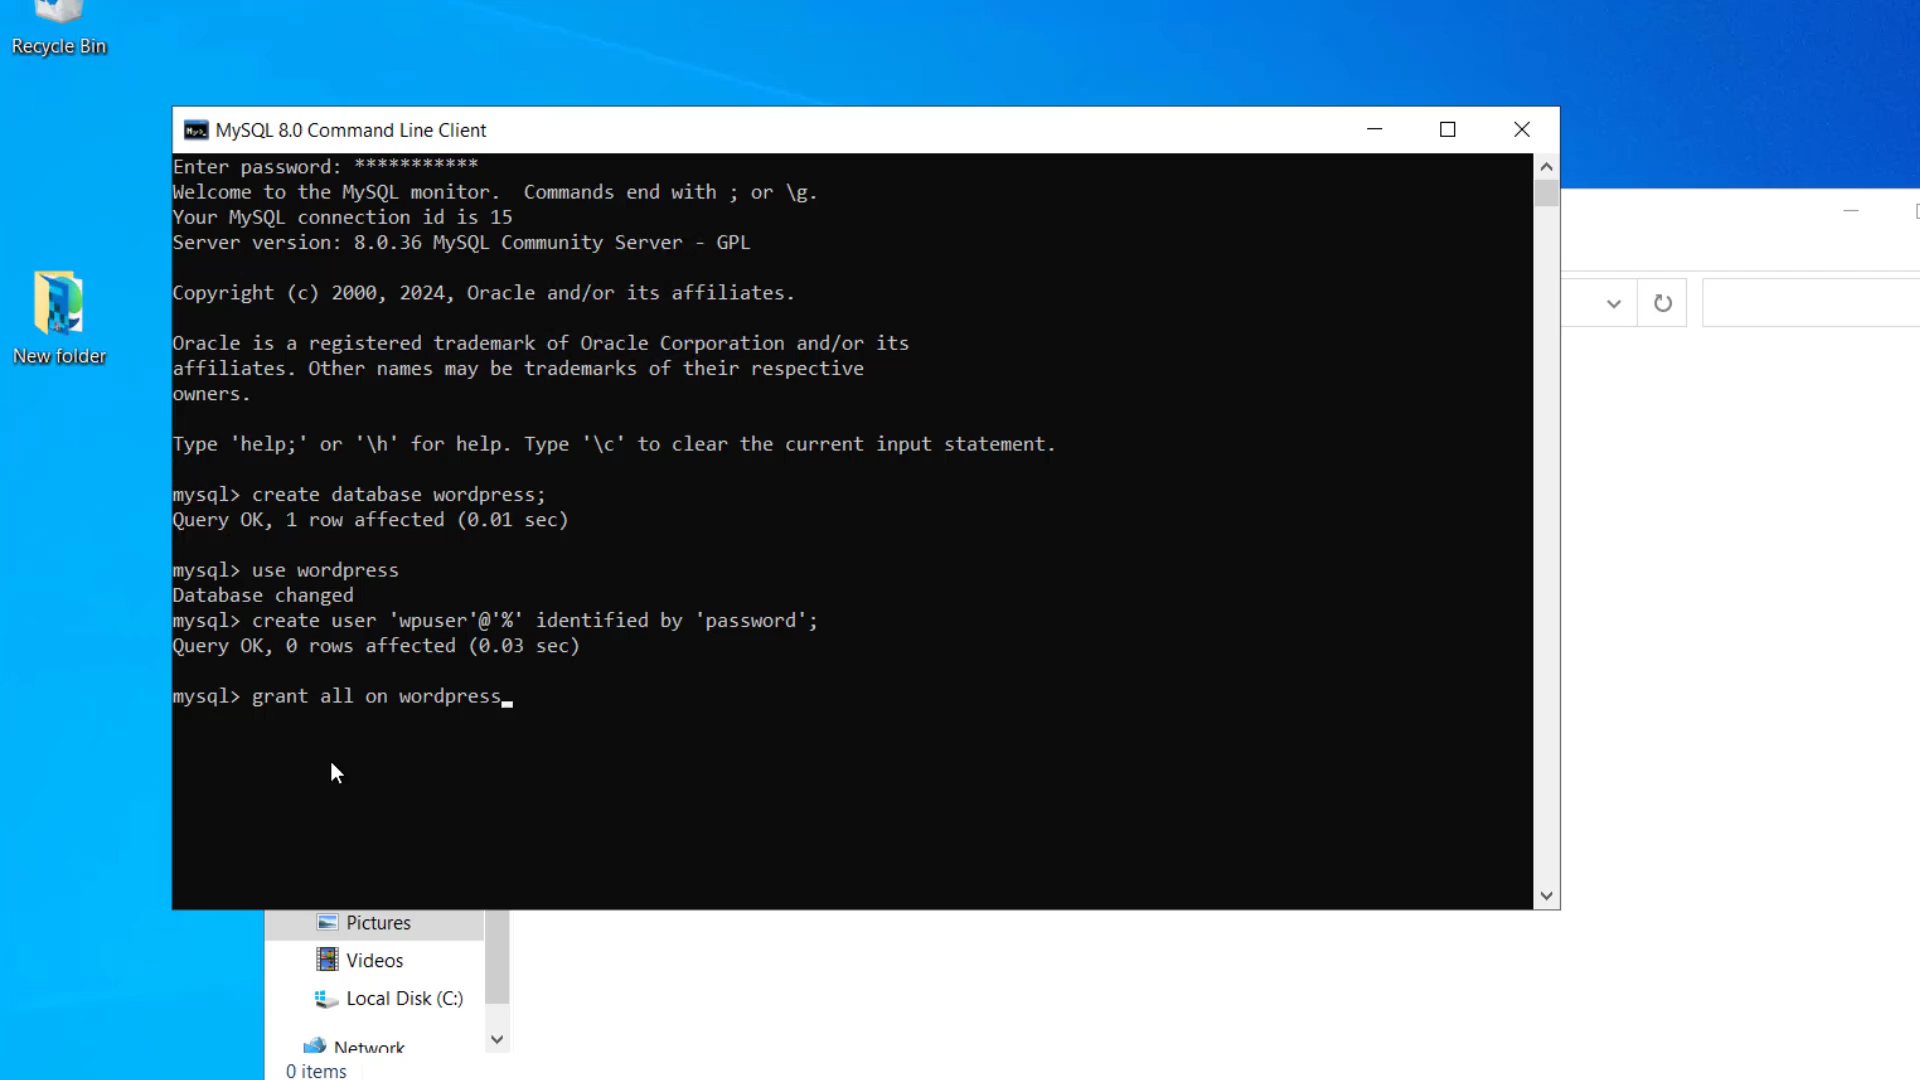 Recycle Bin
New folder
MySQL 8.0 Command Line Client
Enter password: ***********
Welcome to the MySQL monitor.  Commands end with ; or \g.
Your MySQL connection id is 15
Server version: 8.0.36 MySQL Community Server - GPL
Copyright (c) 2000, 2024, Oracle and/or its affiliates.
Oracle is a registered trademark of Oracle Corporation and/or its
affiliates. Other names may be trademarks of their respective
owners.
Type 'help;' or '\h' for help. Type '\c' to clear the current input statement.
mysql> create database wordpress;
Query OK, 1 row affected (0.01 sec)
mysql> use wordpress
Database changed
mysql> create user 'wpuser'@'%' identified by 'password';
Query OK, 0 rows affected (0.03 sec)
mysql> grant all on wordpress
Pictures
Videos
Local Disk (C:)
Network
0 items